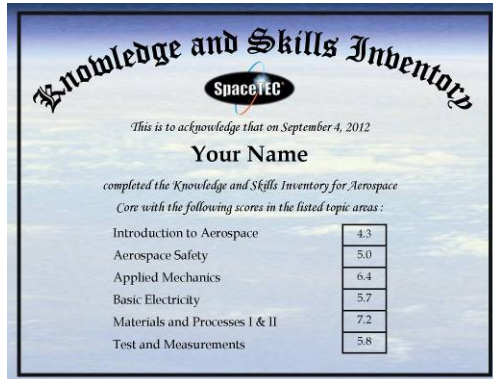 Knowledge and Skills Inventory
SpaceTEC
This is to acknowledge that on September 4, 2012
Your Name
completed the Knowledge and Skills Inventory for Aerospace
Core with the following scores in the listed topic areas :
Introduction to Aerospace 4.3
Aerospace Safety 5.0
Applied Mechanics 6.4
Basic Electricity 5.7
Materials and Processes I & II 7.2
Test and Measurements 5.8